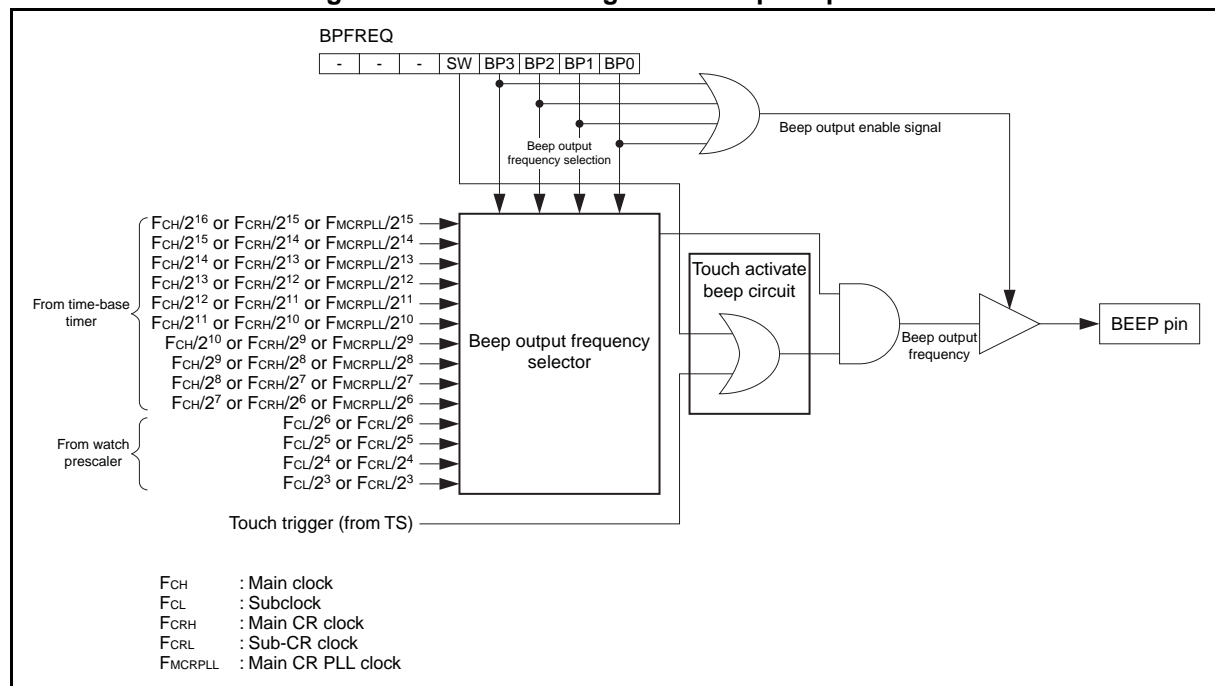 BPFREQ
- - - SW BP3 BP2 BP1 BP0
Beep output enable signal
Beep output
frequency selection
FCH/2^16 or FCRH/2^15 or FMCRPLL/2^15
FCH/2^15 or FCRH/2^14 or FMCRPLL/2^14
FCH/2^14 or FCRH/2^13 or FMCRPLL/2^13
FCH/2^13 or FCRH/2^12 or FMCRPLL/2^12
FCH/2^12 or FCRH/2^11 or FMCRPLL/2^11
FCH/2^11 or FCRH/2^10 or FMCRPLL/2^10
FCH/2^10 or FCRH/2^9 or FMCRPLL/2^9
FCH/2^9 or FCRH/2^8 or FMCRPLL/2^8
FCH/2^8 or FCRH/2^7 or FMCRPLL/2^7
FCH/2^7 or FCRH/2^6 or FMCRPLL/2^6
From time-base
timer
FCL/2^6 or FCRL/2^6
FCL/2^5 or FCRL/2^5
FCL/2^4 or FCRL/2^4
FCL/2^3 or FCRL/2^3
From watch
prescaler
Beep output frequency
selector
Touch activate
beep circuit
Beep output
frequency
BEEP pin
Touch trigger (from TS)
FCH : Main clock
FCL : Subclock
FCRH : Main CR clock
FCRL : Sub-CR clock
FMCRPLL : Main CR PLL clock